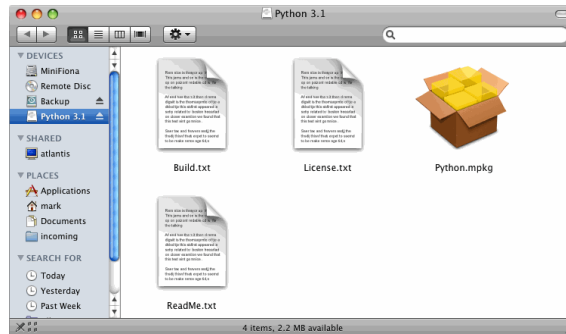 Python 3.1
DEVICES
MiniFiona
Remote Disc
Backup
Python 3.1
SHARED
atlantis
PLACES
Applications
mark
Documents
incoming
SEARCH FOR
Today
Yesterday
Past Week
Build.txt
License.txt
Python.mpkg
ReadMe.txt
4 items, 2.2 MB available